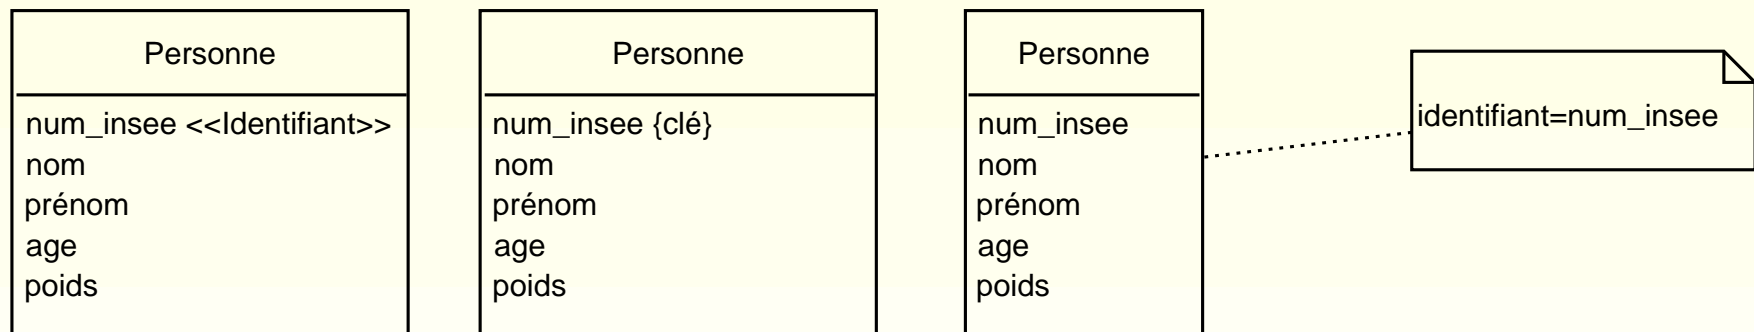 Personne
num_insee <<Identifiant>>
nom
prénom
age
poids
Personne
num_insee {clé}
nom
prénom
age
poids
Personne
num_insee
nom
prénom
age
poids
identifiant=num_insee